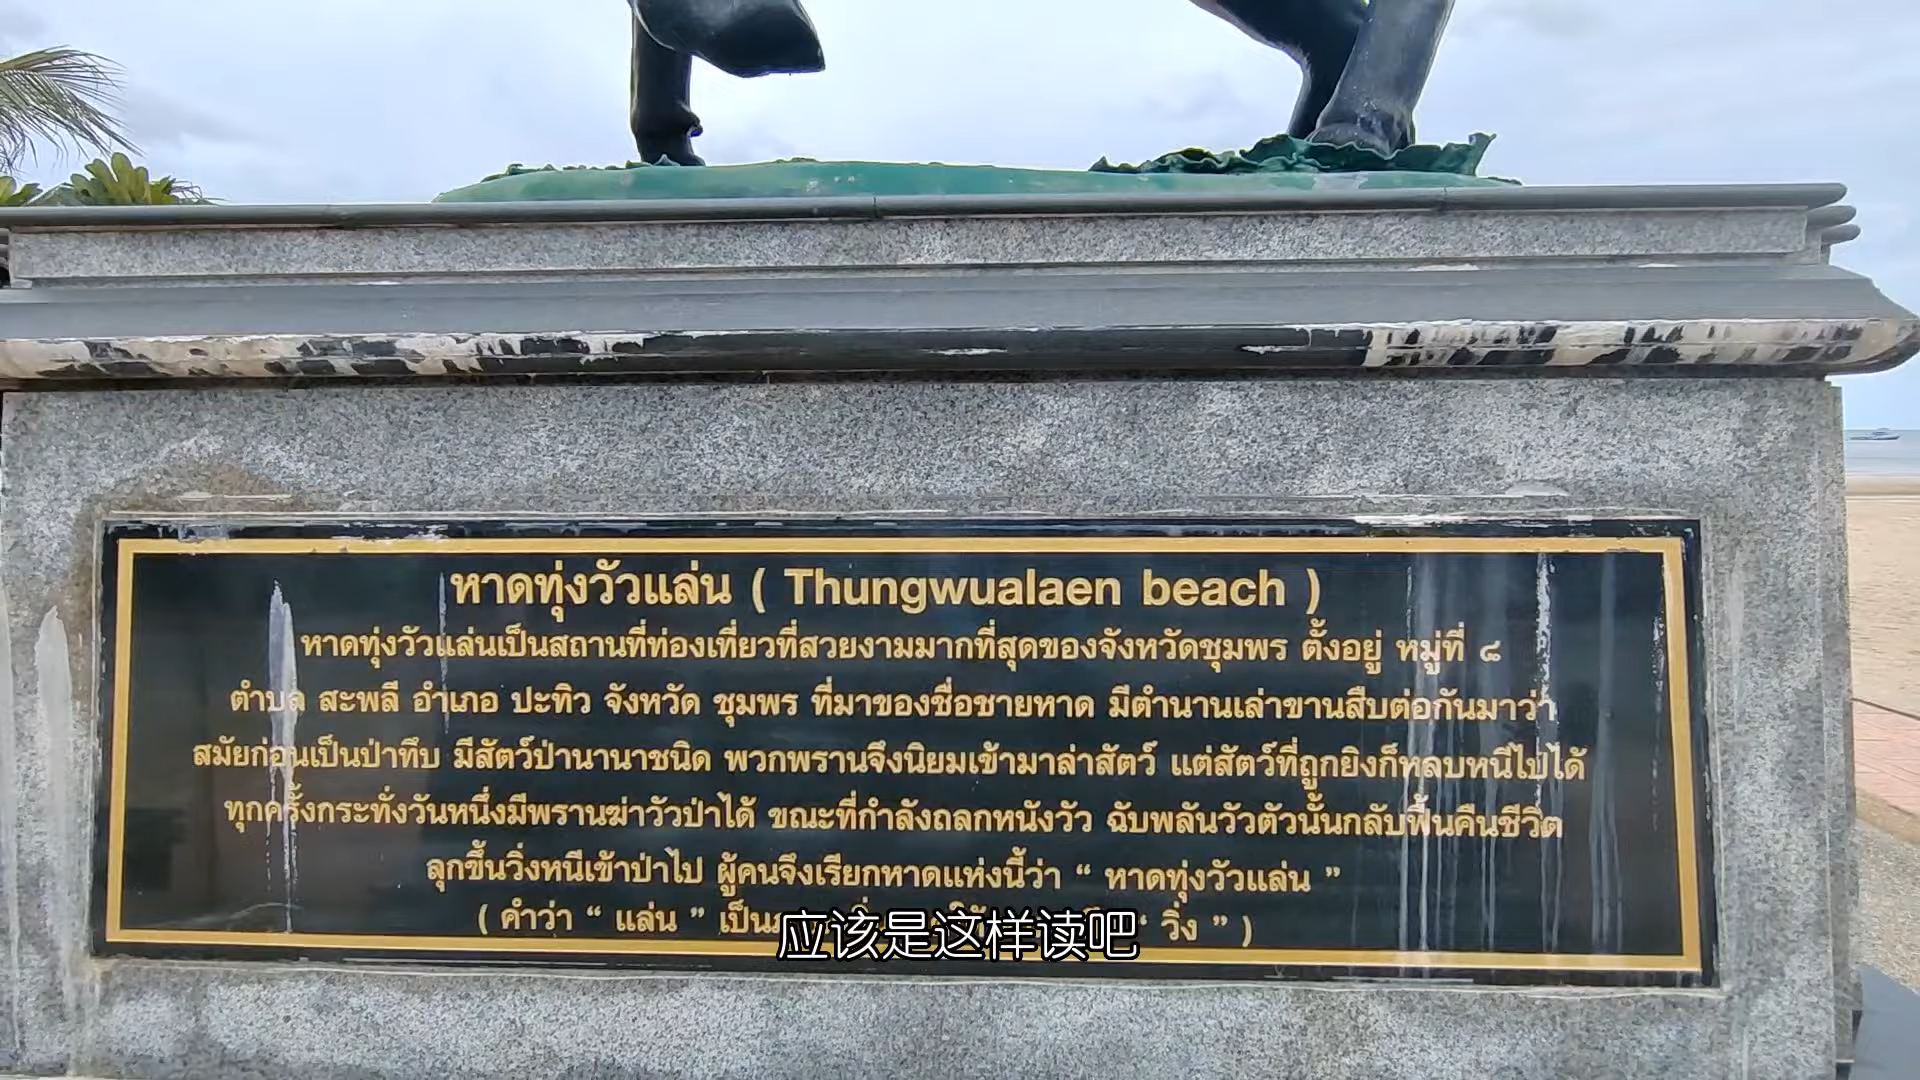 หาดทุ่งวัวแล่น ( Thungwualaen beach )
หาดทุ่งวัวแล่นเป็นสถานที่ท่องเที่ยวที่สวยงามมากที่สุดของจังหวัดชุมพร ตั้งอยู่ หมู่ที่ ๘
ตำบล สะพลี อำเภอ ปะทิว จังหวัด ชุมพร ที่มาของชื่อชายหาด มีตำนานเล่าขานสืบต่อกันมาว่า
สมัยก่อนเป็นป่าทึบ มีสัตว์ป่านานาชนิด พวกพรานจึงนิยมเข้ามาล่าสัตว์ แต่สัตว์ที่ถูกยิงก็หลบหนีไปได้
ทุกครั้งกระทั่งวันหนึ่งมีพรานฆ่าวัวป่าได้ ขณะที่กำลังถลกหนังวัว ฉับพลันวัวตัวนั้นกลับฟื้นคืนชีวิต
ลุกขึ้นวิ่งหนีเข้าป่าไป ผู้คนจึงเรียกหาดแห่งนี้ว่า “ หาดทุ่งวัวแล่น ”
( คำว่า “ แล่น ” เป็น “ วิ่ง ” )
应该是这样读吧